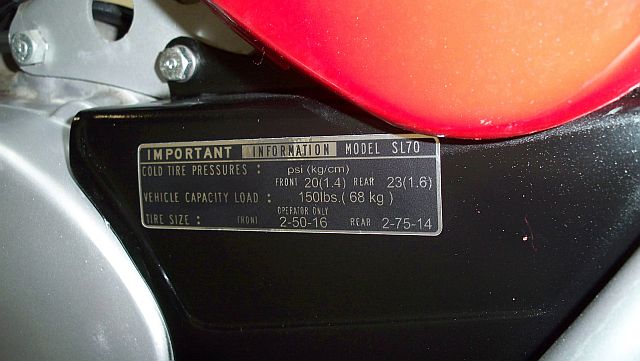 IMPORTANT INFORMATION MODEL SL70
COLD TIRE PRESSURES : psi (kg/cm)
FRONT 20(1.4) REAR 23(1.6)
VEHICLE CAPACITY LOAD : 150lbs.( 68 kg )
OPERATOR ONLY
TIRE SIZE : FRONT 2-50-16 REAR 2-75-14